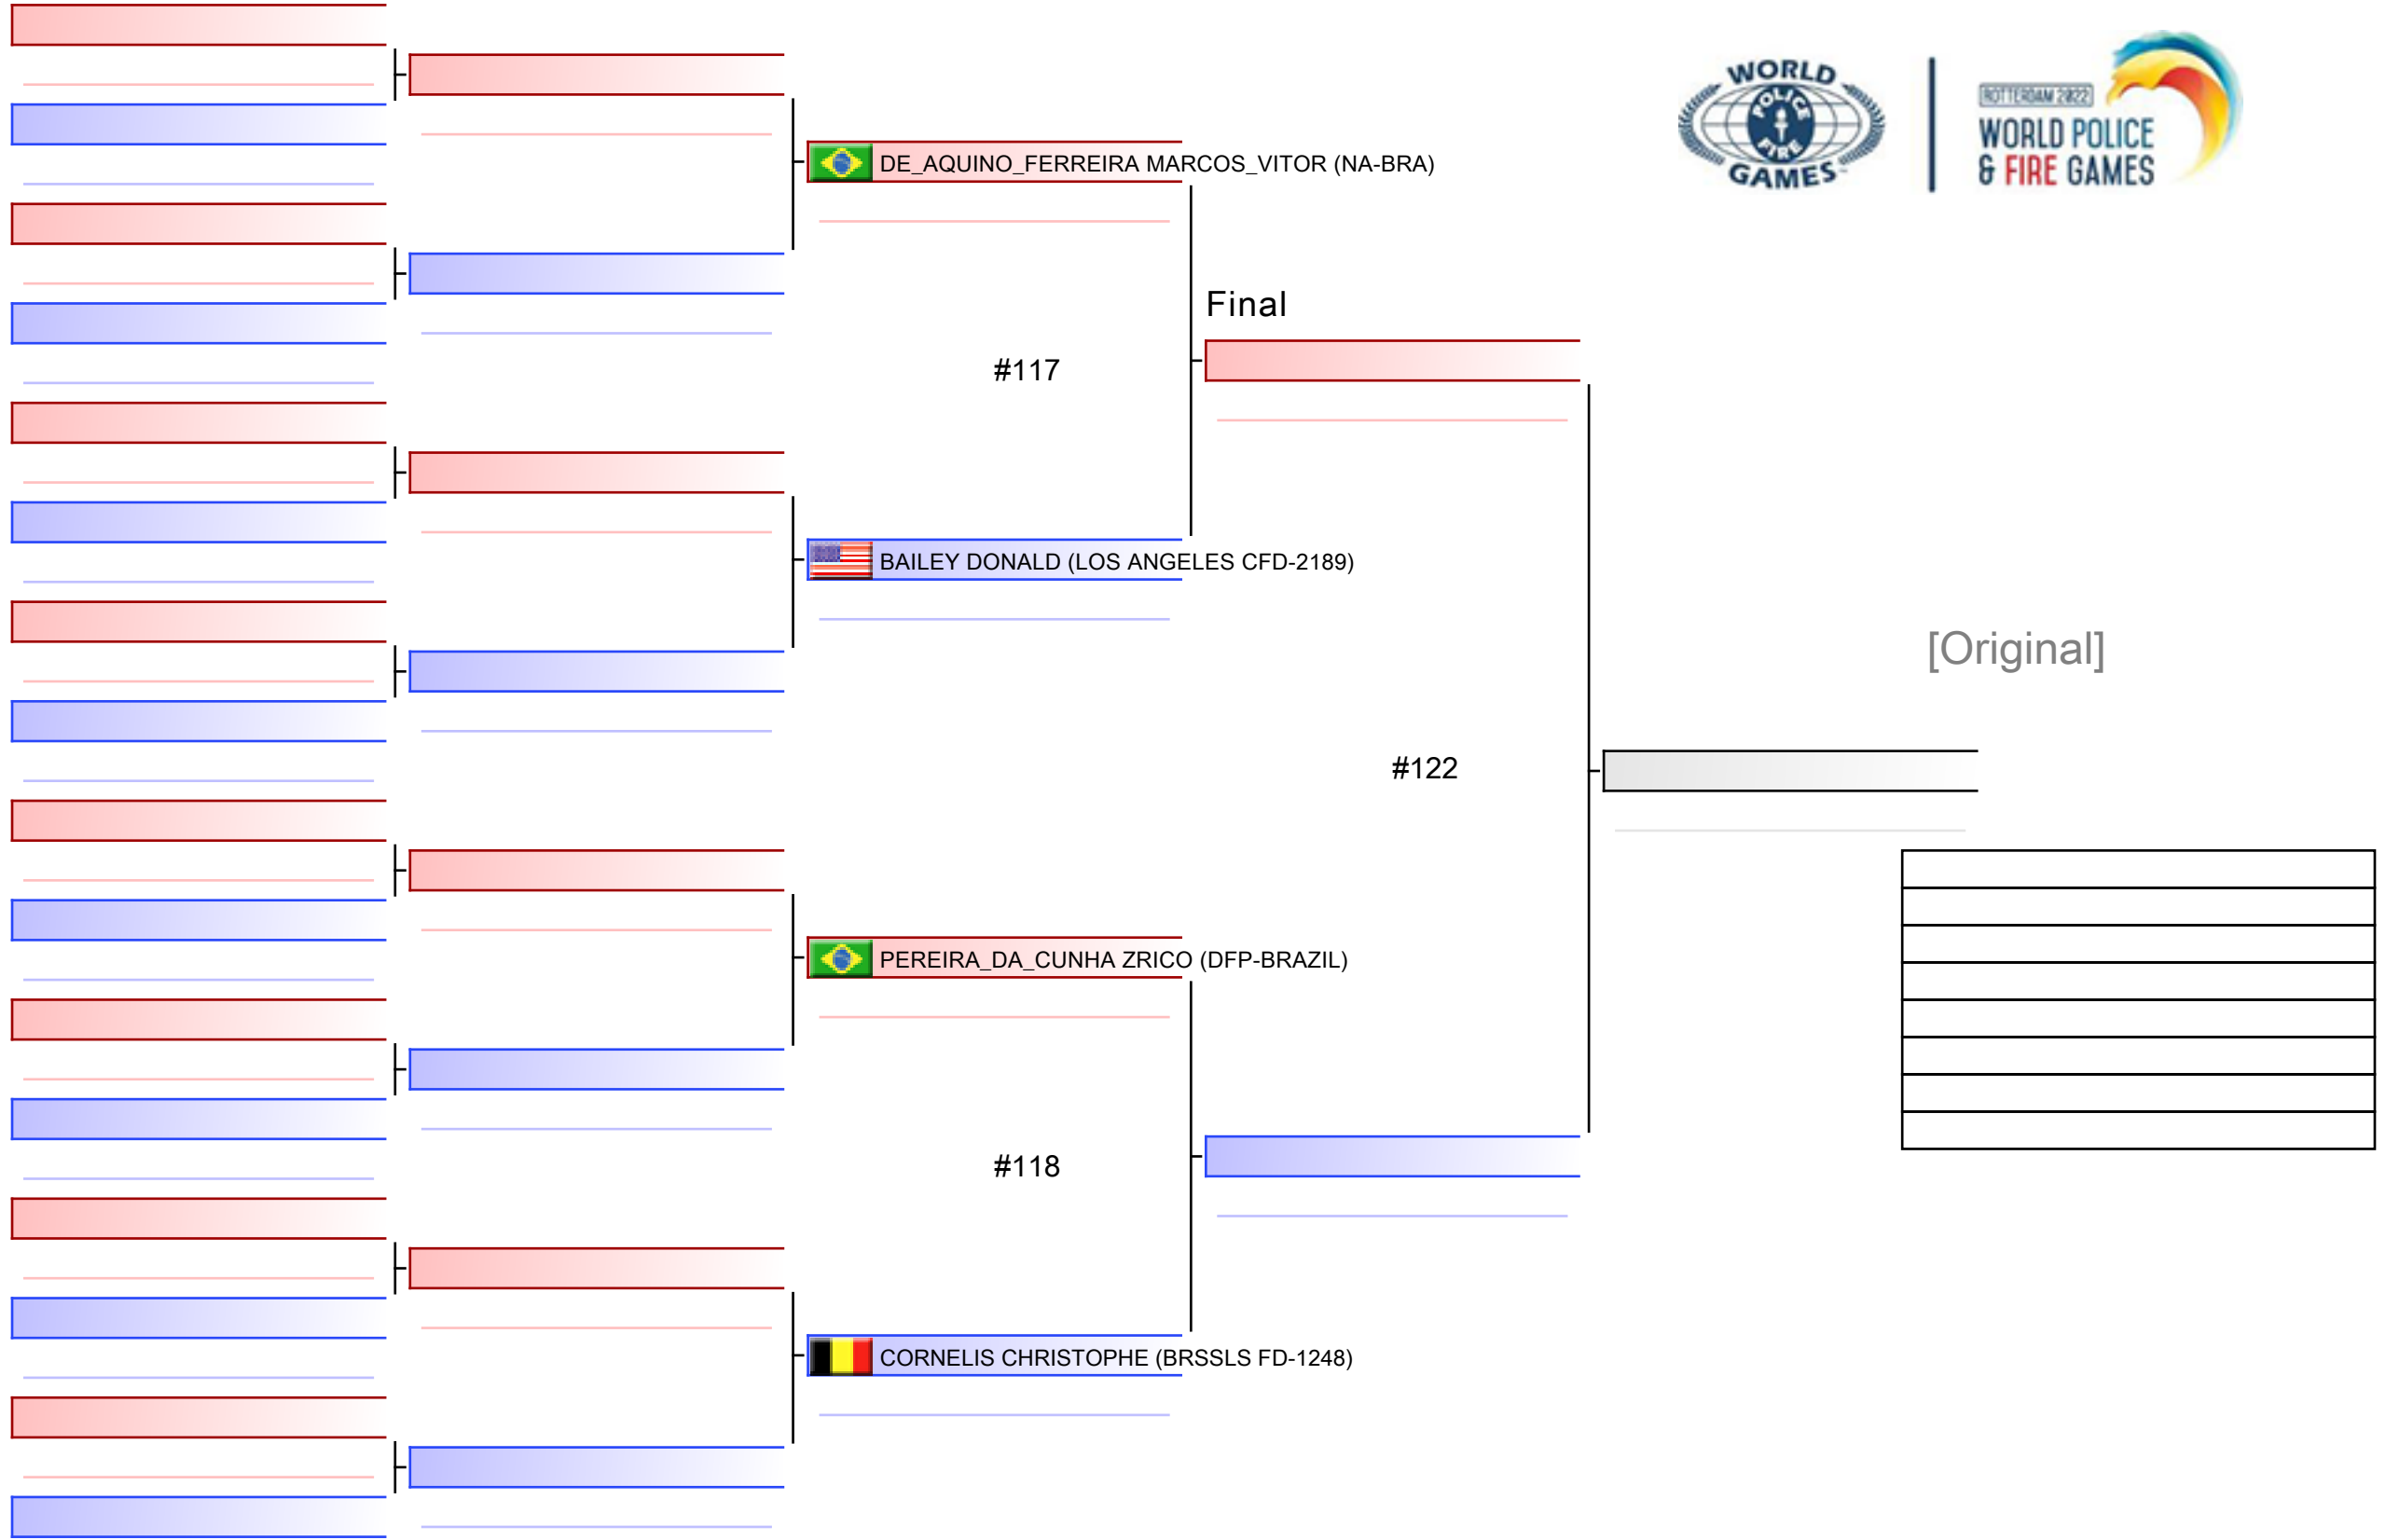 WORLD
POLICE
FIRE
GAMES
ROTTERDAM 2022
WORLD POLICE
& FIRE GAMES
DE_AQUINO_FERREIRA MARCOS_VITOR (NA-BRA)
Final
#117
BAILEY DONALD (LOS ANGELES CFD-2189)
[Original]
#122
PEREIRA_DA_CUNHA ZRICO (DFP-BRAZIL)
#118
CORNELIS CHRISTOPHE (BRSSLS FD-1248)